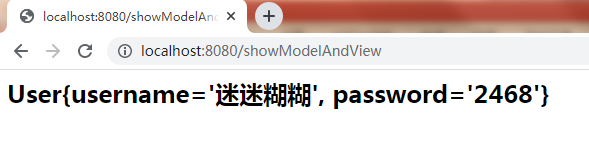 localhost:8080/showModelAnd
localhost:8080/showModelAndView
User{username='迷迷糊糊', password='2468'}